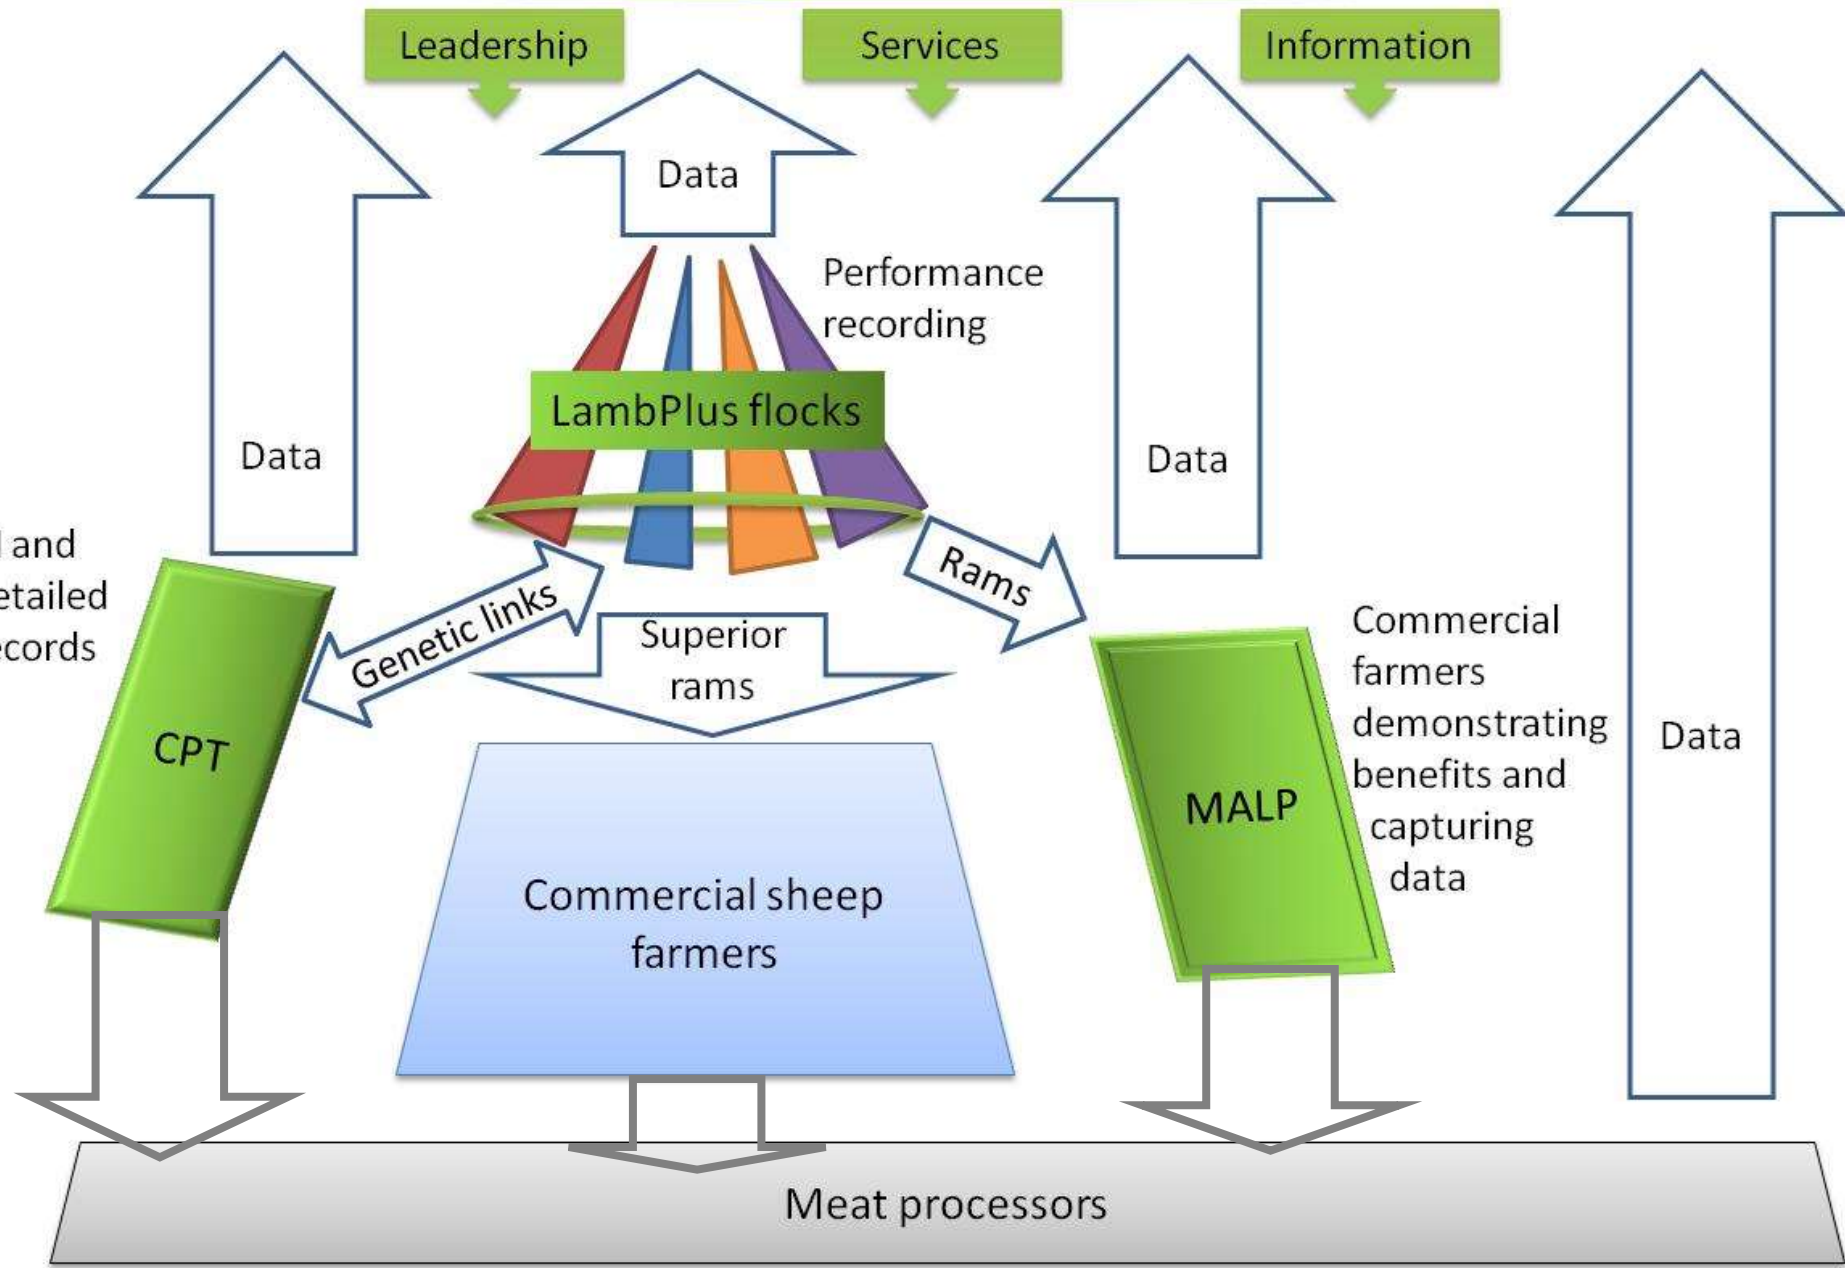 Leadership
Services
Information
Data
Performance
recording
LambPlus flocks
Data
Data
and
etailed
ecords
Genetic links
Rams
Superior
rams
CPT
Commercial
farmers
demonstrating
benefits and
capturing
data
MALP
Data
Commercial sheep
farmers
Meat processors